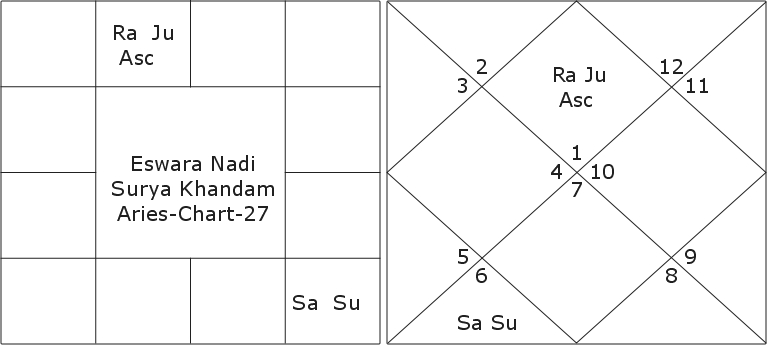 Ra Ju
Asc
Eswara Nadi
Surya Khandam
Aries-Chart-27
Sa Su
Ra Ju
Asc
2
12
3
11
1
4
10
7
5
9
6
8
Sa Su